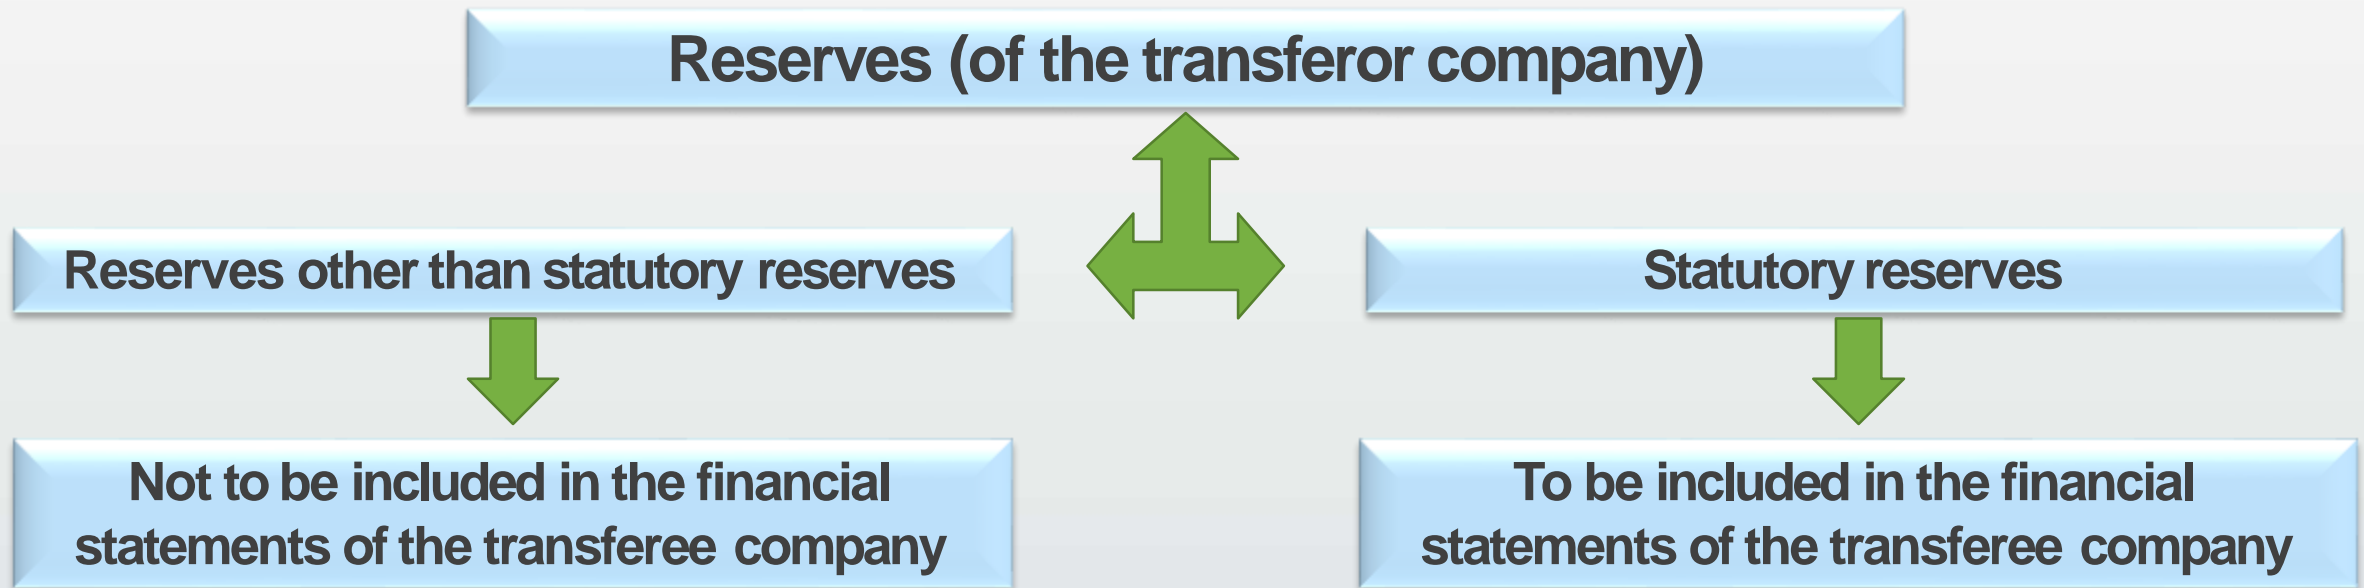 Reserves (of the transferor company)
Reserves other than statutory reserves
Statutory reserves
Not to be included in the financial
statements of the transferee company
To be included in the financial
statements of the transferee company